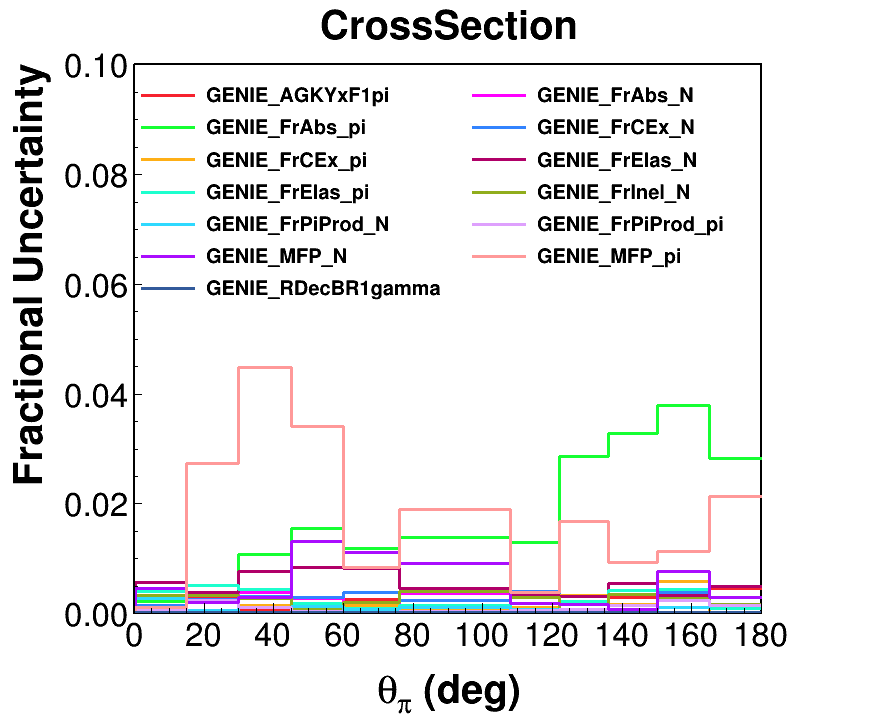 CrossSection
Fractional Uncertainty
0.10
0.08
0.06
0.04
0.02
0.00
GENIE_AGKYxF1pi
GENIE_FrAbs_pi
GENIE_FrCEx_pi
GENIE_FrElas_pi
GENIE_FrPiProd_N
GENIE_MFP_N
GENIE_RDecBR1gamma
GENIE_FrAbs_N
GENIE_FrCEx_N
GENIE_FrElas_N
GENIE_FrInel_N
GENIE_FrPiProd_pi
GENIE_MFP_pi
0 20 40 60 80 100 120 140 160 180
θπ (deg)